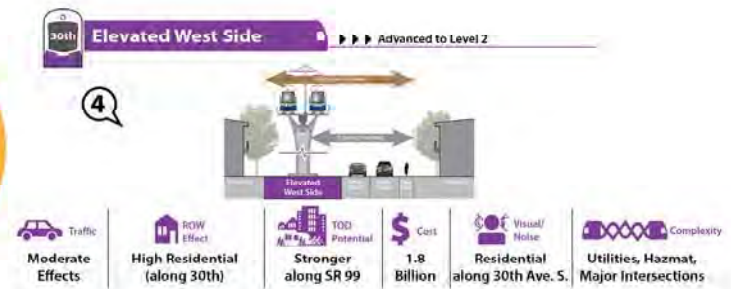 30th Elevated West Side Advanced to Level 2
4
Elevated
West Side
Traffic
Moderate
Effects
ROW
Effect
High Residential
(along 30th)
TOD
Potential
Stronger
along SR 99
$ Cost
1.8
Billion
Visual/
Noise
Residential
along 30th Ave. S.
Complexity
Utilities, Hazmat,
Major Intersections